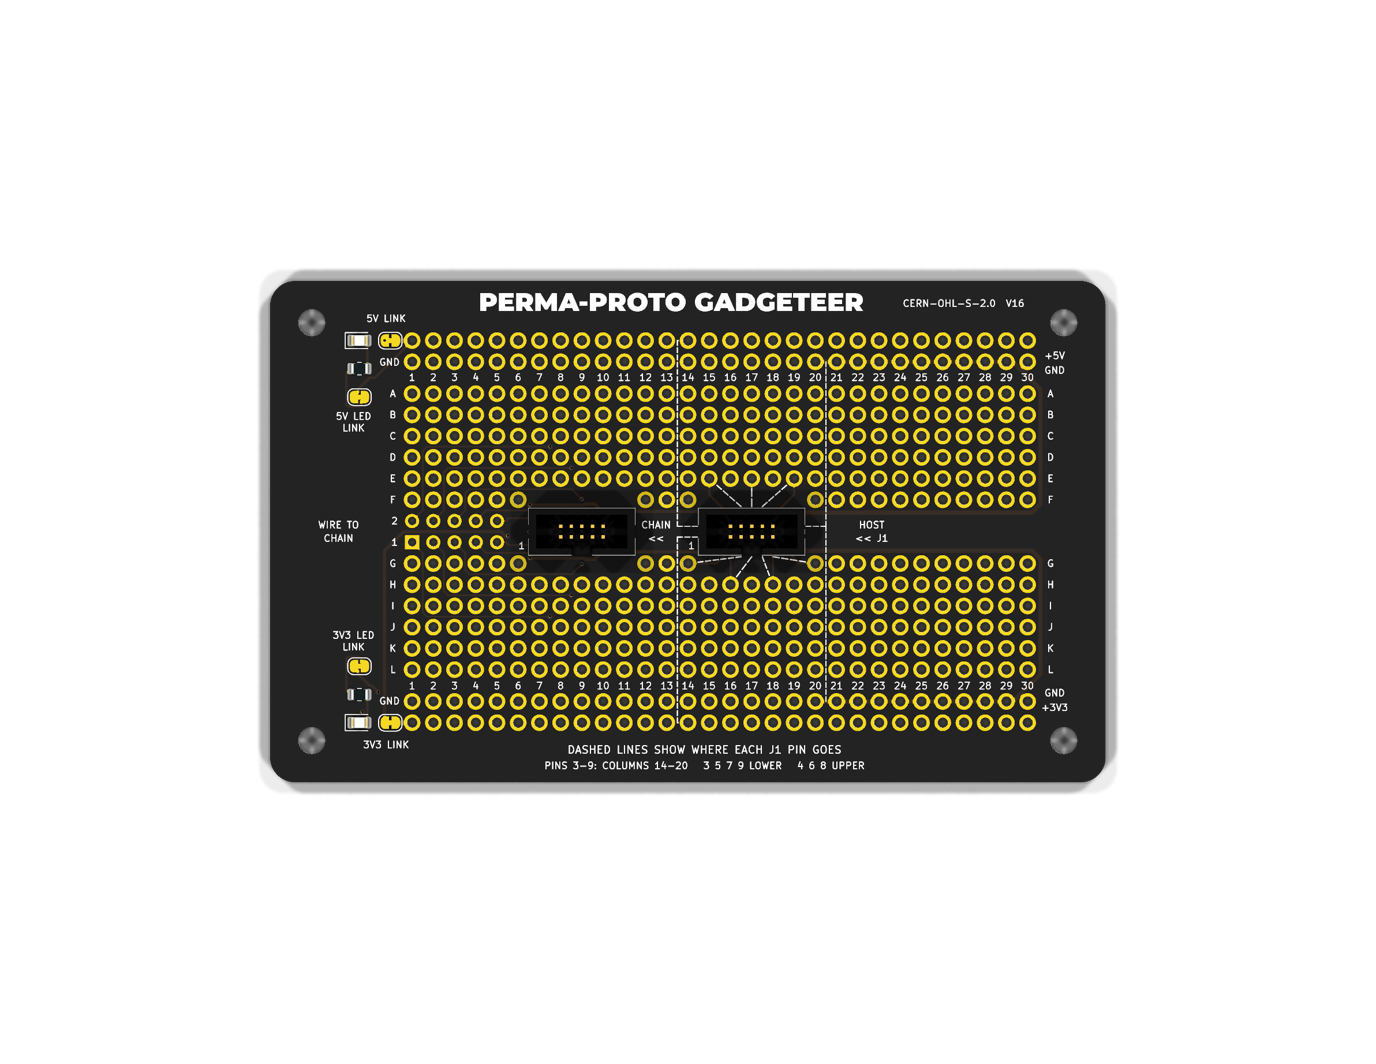 PERMA-PROTO GADGETEER
CERN-OHL-S-2.0 V16
5V LINK
GND
+5V
GND
1 2 3 4 5 6 7 8 9 10 11 12 13 14 15 16 17 18 19 20 21 22 23 24 25 26 27 28 29 30
A A
5V LED
LINK
B B
C C
D D
E E
F F
2
WIRE TO
CHAIN
CHAIN
<<
HOST
<< J1
1
1
1
G G
H H
I I
J J
3V3 LED
LINK
K K
L L
1 2 3 4 5 6 7 8 9 10 11 12 13 14 15 16 17 18 19 20 21 22 23 24 25 26 27 28 29 30
GND
GND
+3V3
3V3 LINK
DASHED LINES SHOW WHERE EACH J1 PIN GOES
PINS 3-9: COLUMNS 14-20 3 5 7 9 LOWER 4 6 8 UPPER